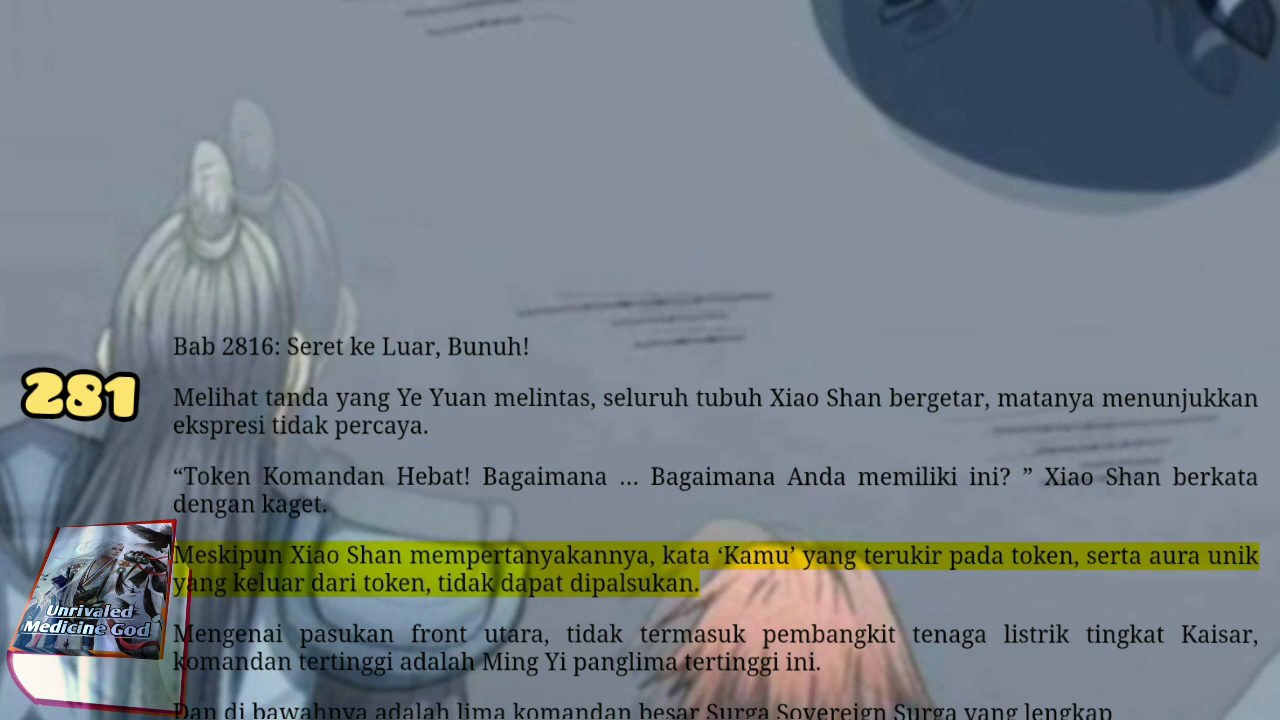 Bab 2816: Seret ke Luar, Bunuh!
Melihat tanda yang Ye Yuan melintas, seluruh tubuh Xiao Shan bergetar, matanya menunjukkan
ekspresi tidak percaya.
281
“Token Komandan Hebat! Bagaimana … Bagaimana Anda memiliki ini? ” Xiao Shan berkata
dengan kaget.
Meskipun Xiao Shan mempertanyakannya, kata ‘Kamu’ yang terukir pada token, serta aura unik
yang keluar dari token, tidak dapat dipalsukan.
Unrivaled
Medicine God
Mengenai pasukan front utara, tidak termasuk pembangkit tenaga listrik tingkat Kaisar,
komandan tertinggi adalah Ming Yi panglima tertinggi ini.
Dan di bawahnya adalah lima komandan besar Surga Sovereign Surga yang lengkap